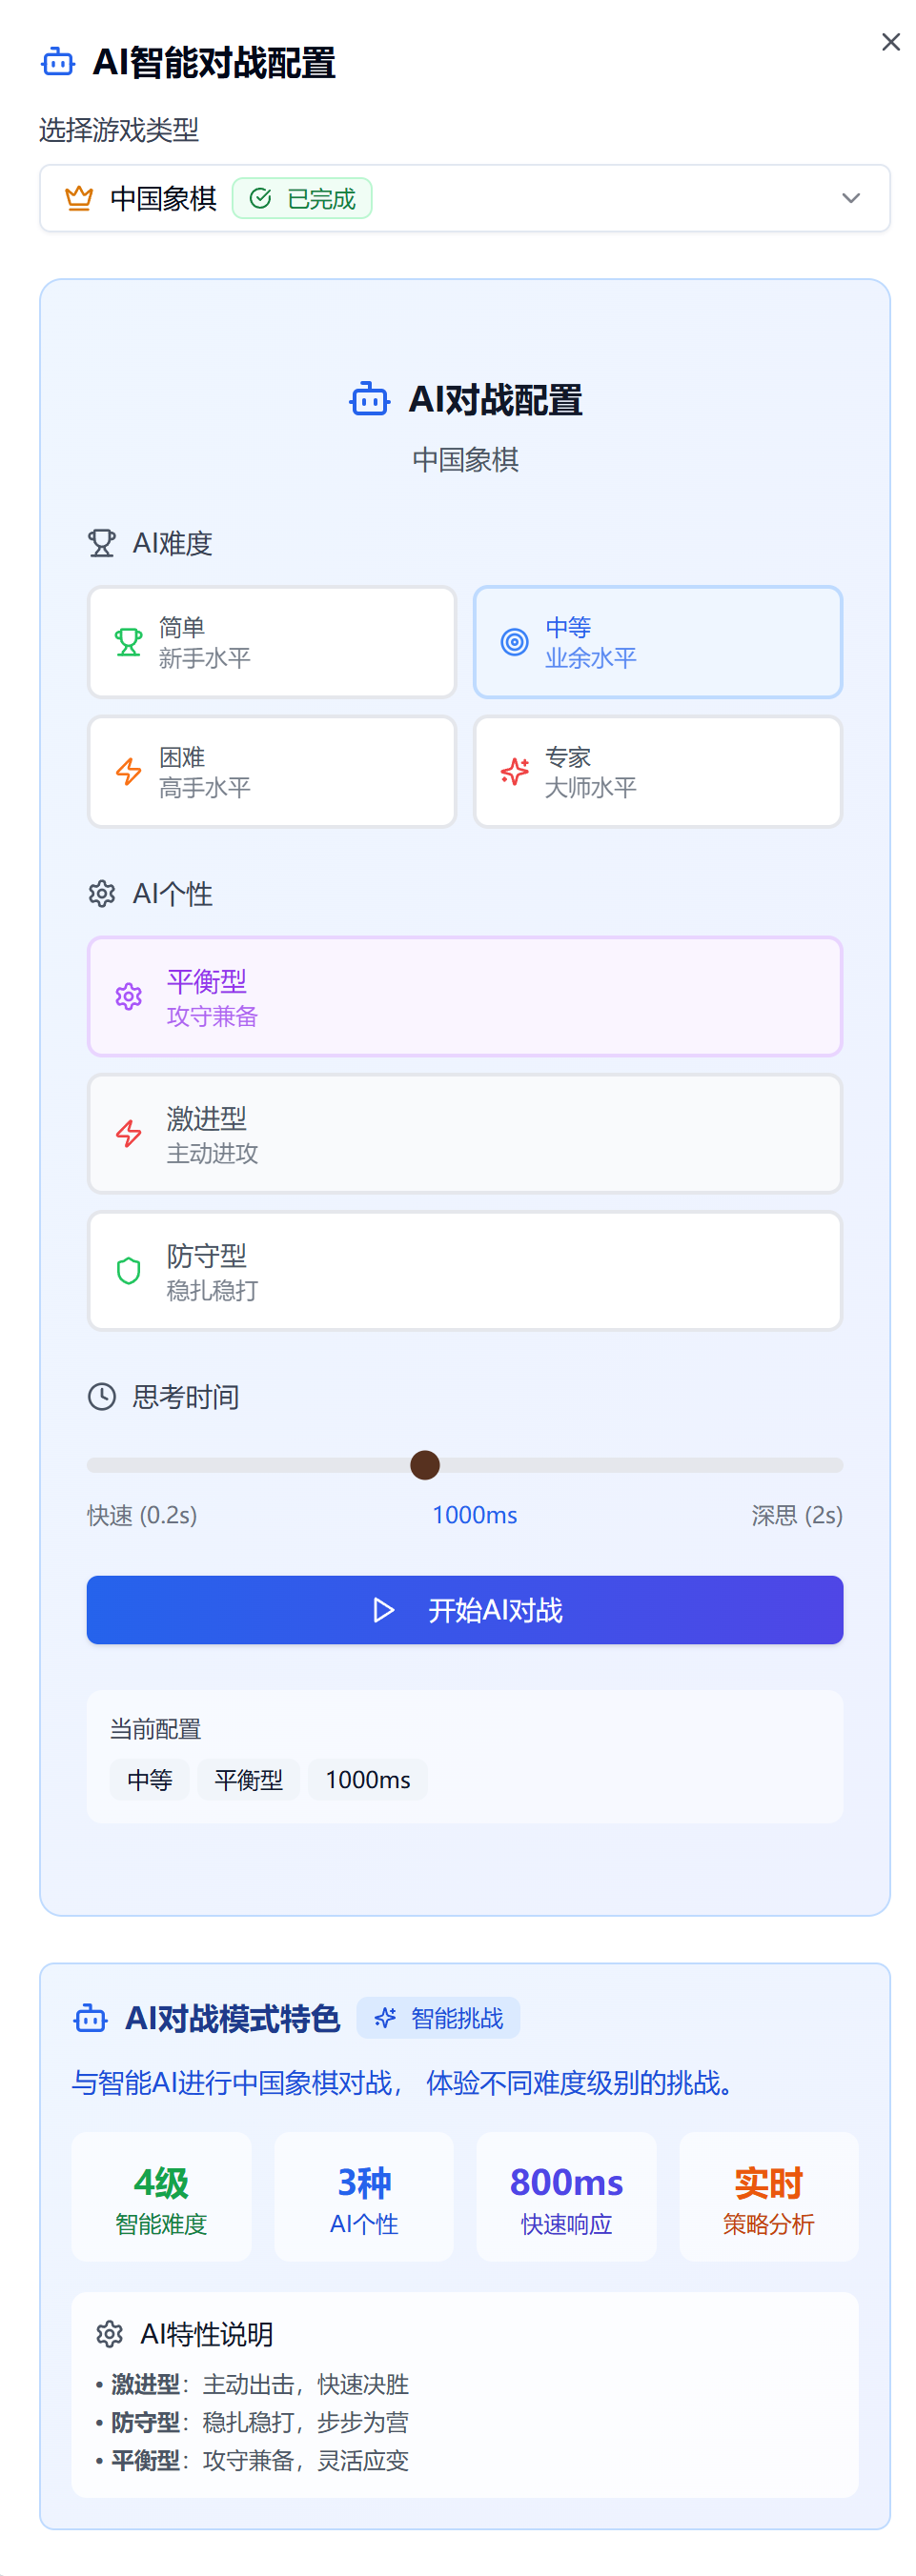 AI智能对战配置
选择游戏类型
中国象棋 已完成
AI对战配置
中国象棋
AI难度
简单
新手水平
中等
业余水平
困难
高手水平
专家
大师水平
AI个性
平衡型
攻守兼备
激进型
主动进攻
防守型
稳扎稳打
思考时间
快速 (0.2s) 1000ms 深思 (2s)
开始AI对战
当前配置
中等 平衡型 1000ms
AI对战模式特色 智能挑战
与智能AI进行中国象棋对战， 体验不同难度级别的挑战。
4级
智能难度
3种
AI个性
800ms
快速响应
实时
策略分析
AI特性说明
• 激进型：主动出击，快速决胜
• 防守型：稳扎稳打，步步为营
• 平衡型：攻守兼备，灵活应变